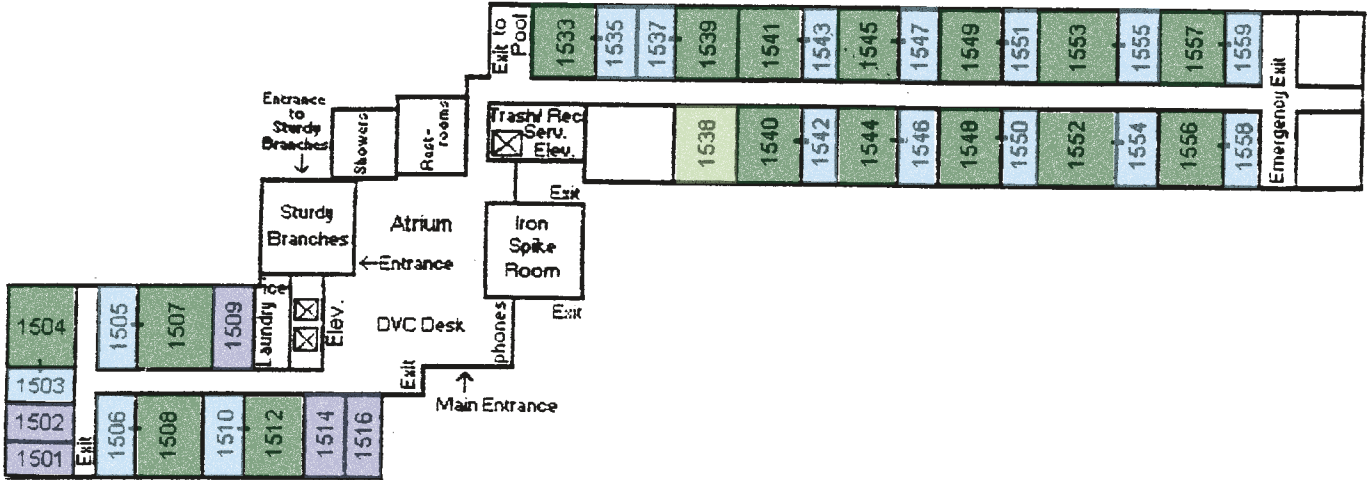 Exit to
Pool
1533
1535
1537
1539
1541
1543
1545
1547
1549
1551
1553
1555
1557
1559
Entrance
to
Sturdy
Branches
Showers
Rest-
rooms
Trash/ Rec
Serv.
Elev.
1538
1540
1542
1544
1546
1548
1550
1552
1554
1556
1558
Emergency Exit
Exit
Sturdy
Branches
Atrium
Iron
Spike
Room
Entrance
Exit
1504
1505
1507
1509
Laundry
Ice
Elev.
DVC Desk
phones
1503
Exit
Main Entrance
1502
1501
Exit
1506
1508
1510
1512
1514
1516